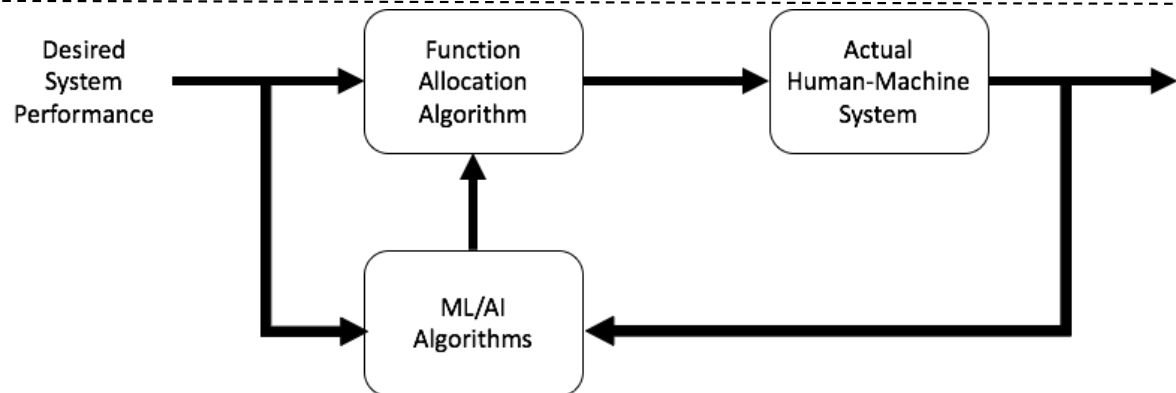 Desired
System
Performance
Function
Allocation
Algorithm
Actual
Human-Machine
System
ML/AI
Algorithms